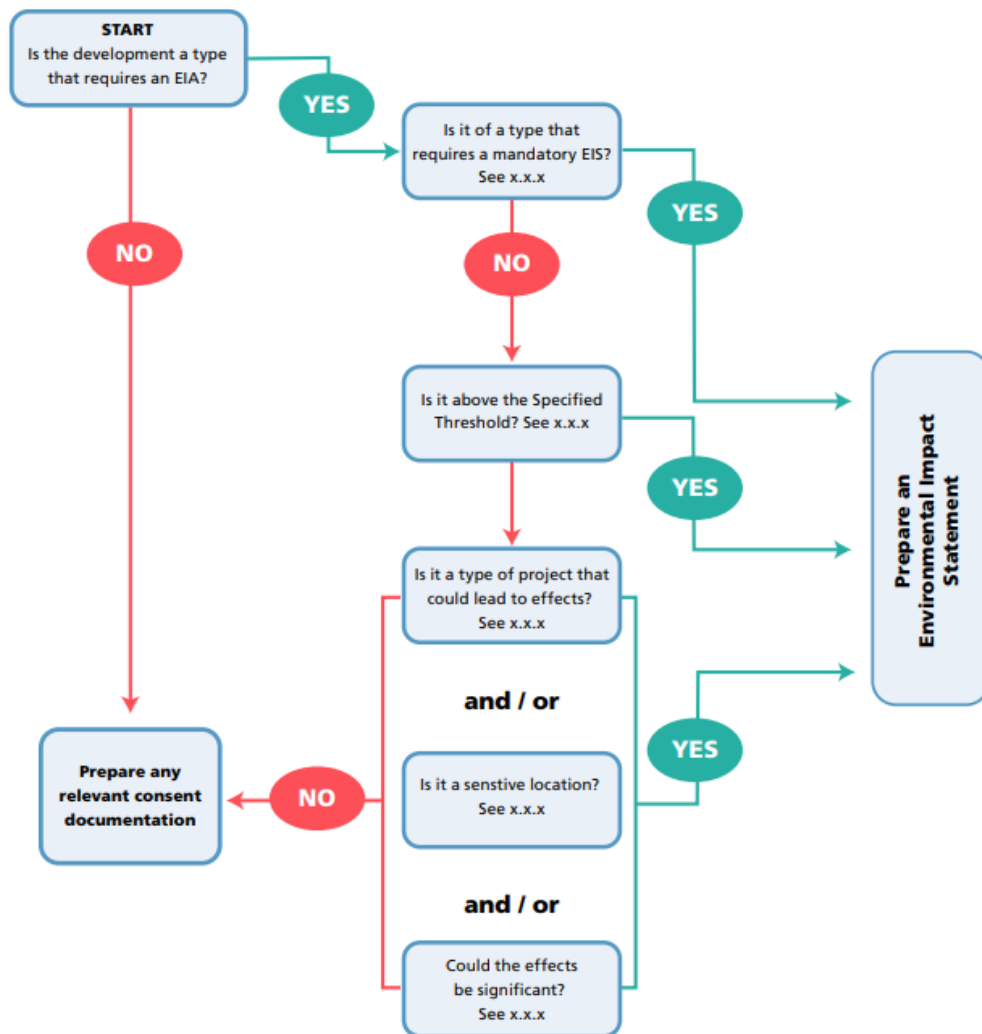 START
Is the development a type
that requires an EIA?
YES
Is it of a type that
requires a mandatory EIS?
See x.x.x
YES
NO
NO
Is it above the Specified
Threshold? See x.x.x
YES
Prepare an
Environmental Impact
Statement
Is it a type of project that
could lead to effects?
See x.x.x
and / or
YES
Prepare any
relevant consent
documentation
NO
Is it a senstive location?
See x.x.x
and / or
Could the effects
be significant?
See x.x.x